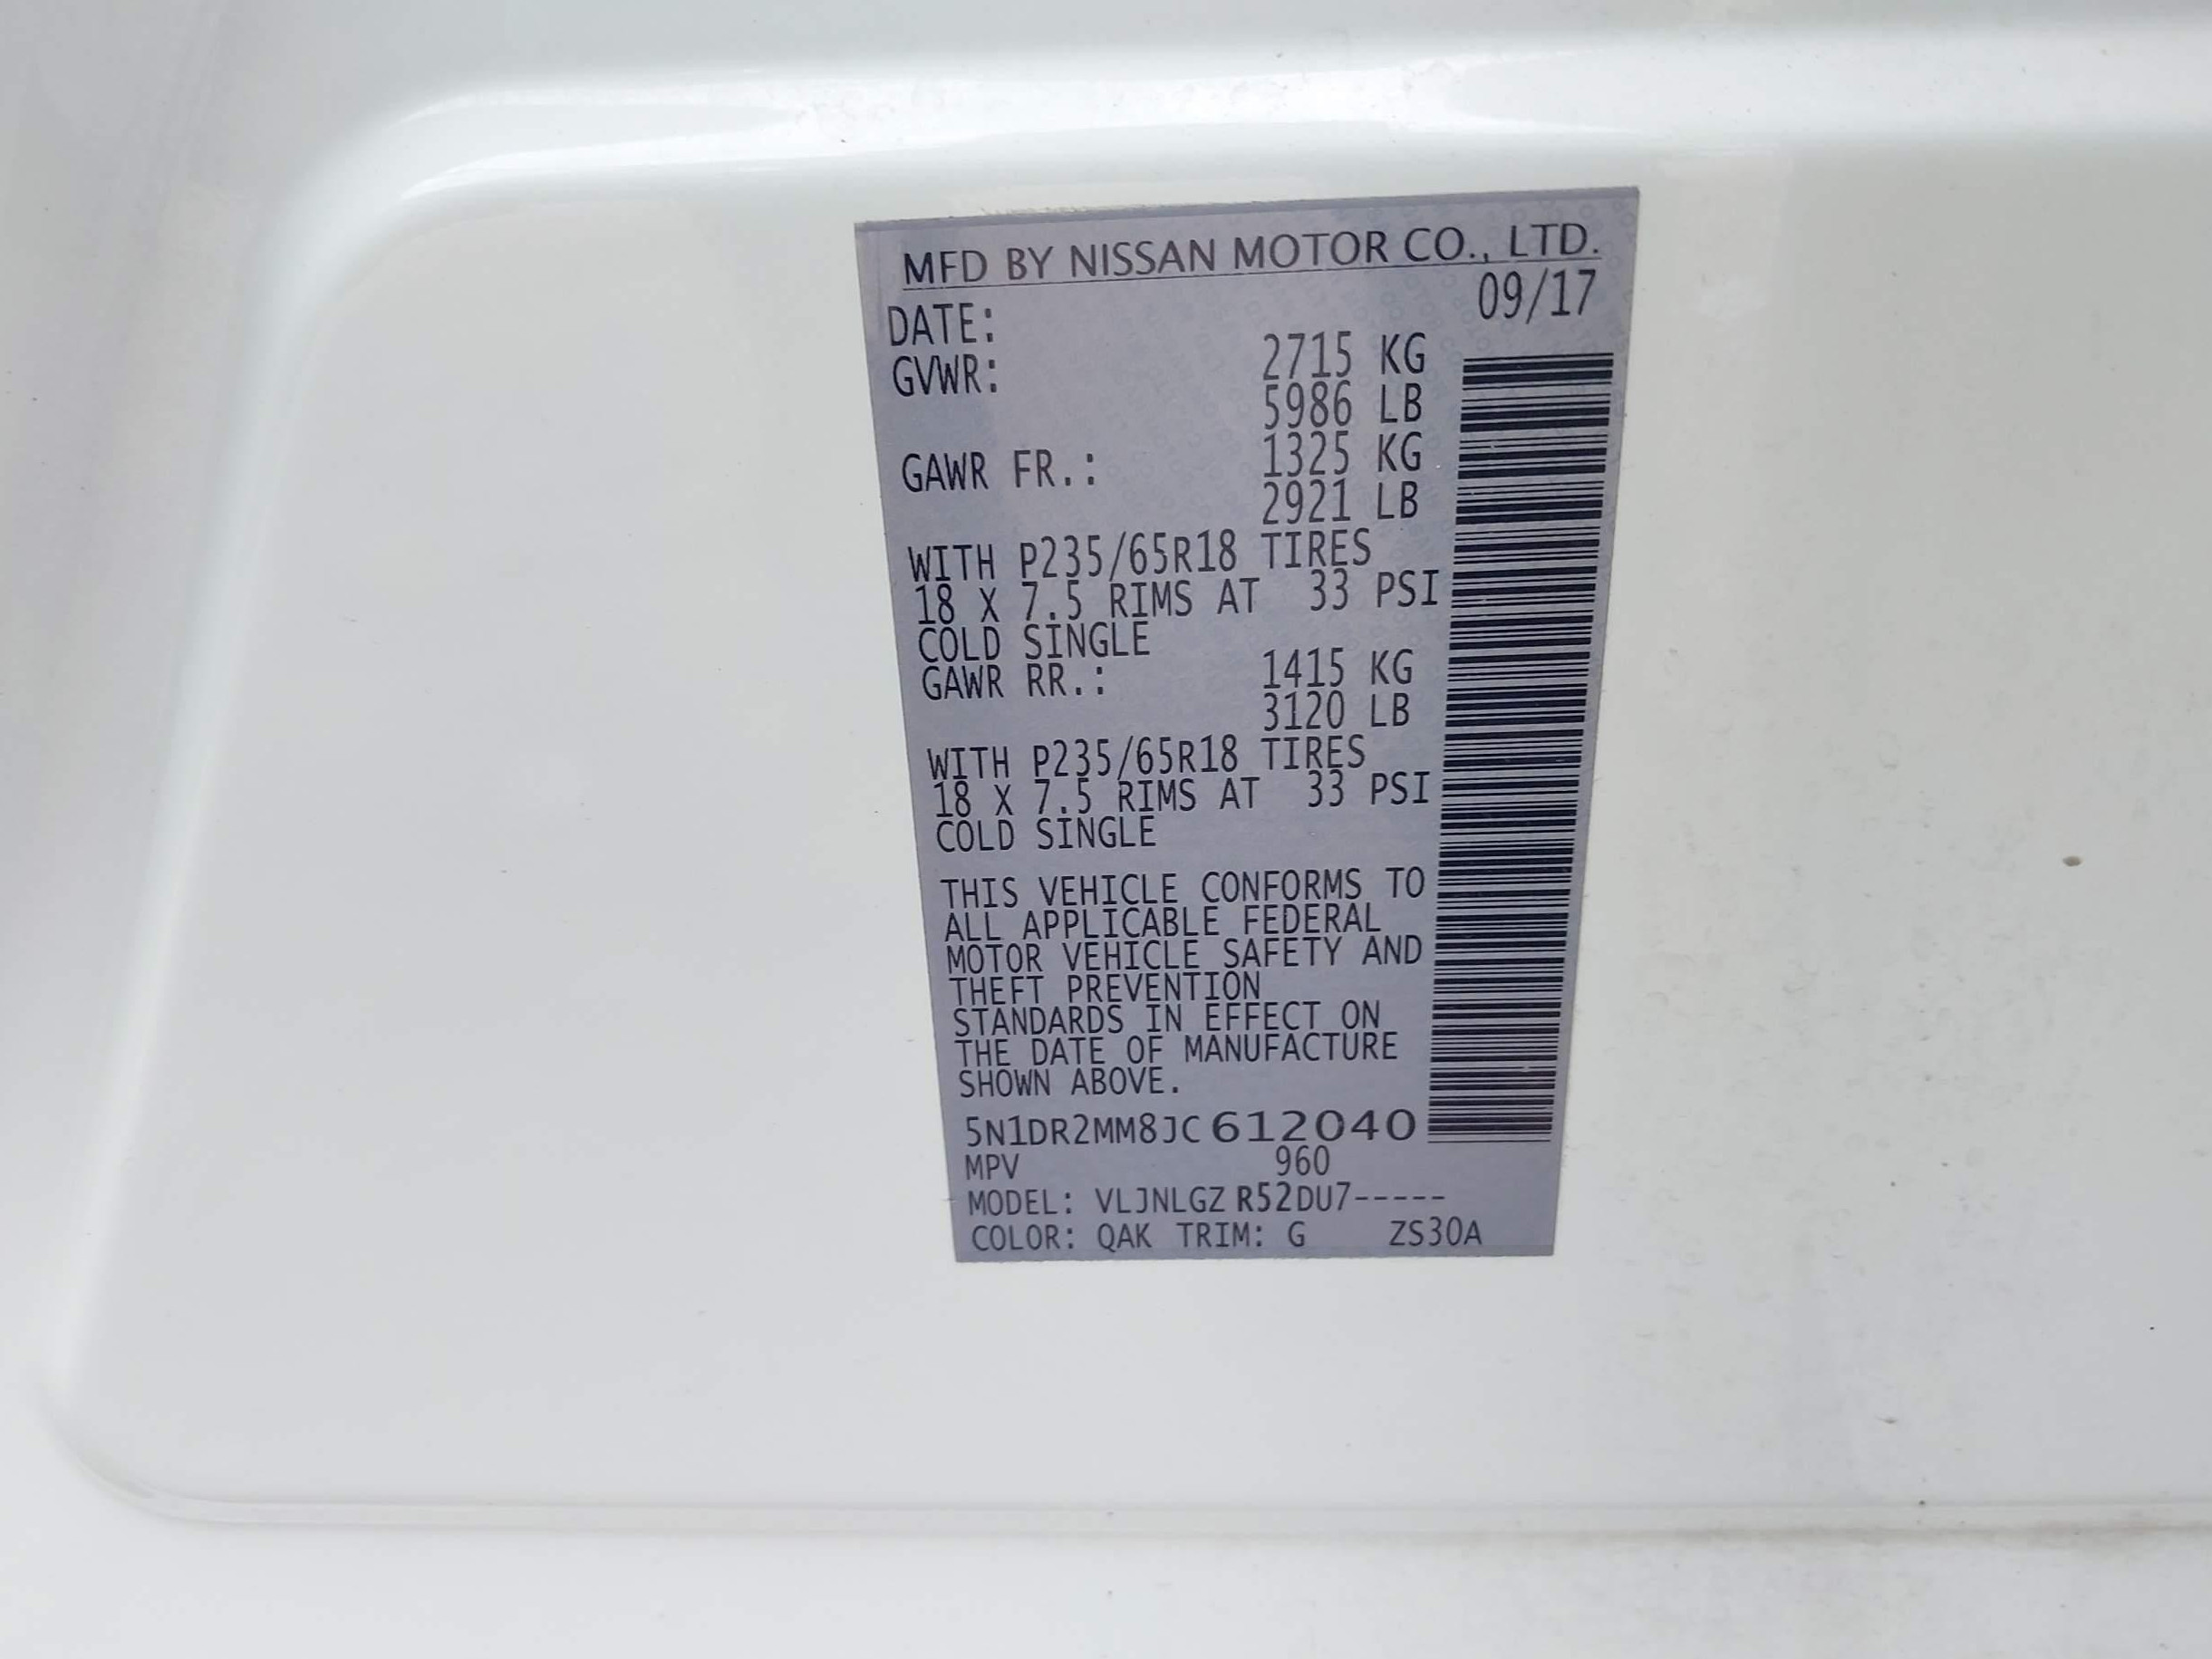 MFD BY NISSAN MOTOR CO., LTD.
DATE: 09/17
GVWR: 2715 KG
5986 LB
GAWR FR.: 1325 KG
2921 LB
WITH P235/65R18 TIRES
18 X 7.5 RIMS AT 33 PSI
COLD SINGLE
GAWR RR.: 1415 KG
3120 LB
WITH P235/65R18 TIRES
18 X 7.5 RIMS AT 33 PSI
COLD SINGLE
THIS VEHICLE CONFORMS TO
ALL APPLICABLE FEDERAL
MOTOR VEHICLE SAFETY AND
THEFT PREVENTION
STANDARDS IN EFFECT ON
THE DATE OF MANUFACTURE
SHOWN ABOVE.
5N1DR2MM8JC612040
MPV 960
MODEL: VLJNLGZ R52DU7-----
COLOR: QAK TRIM: G ZS30A